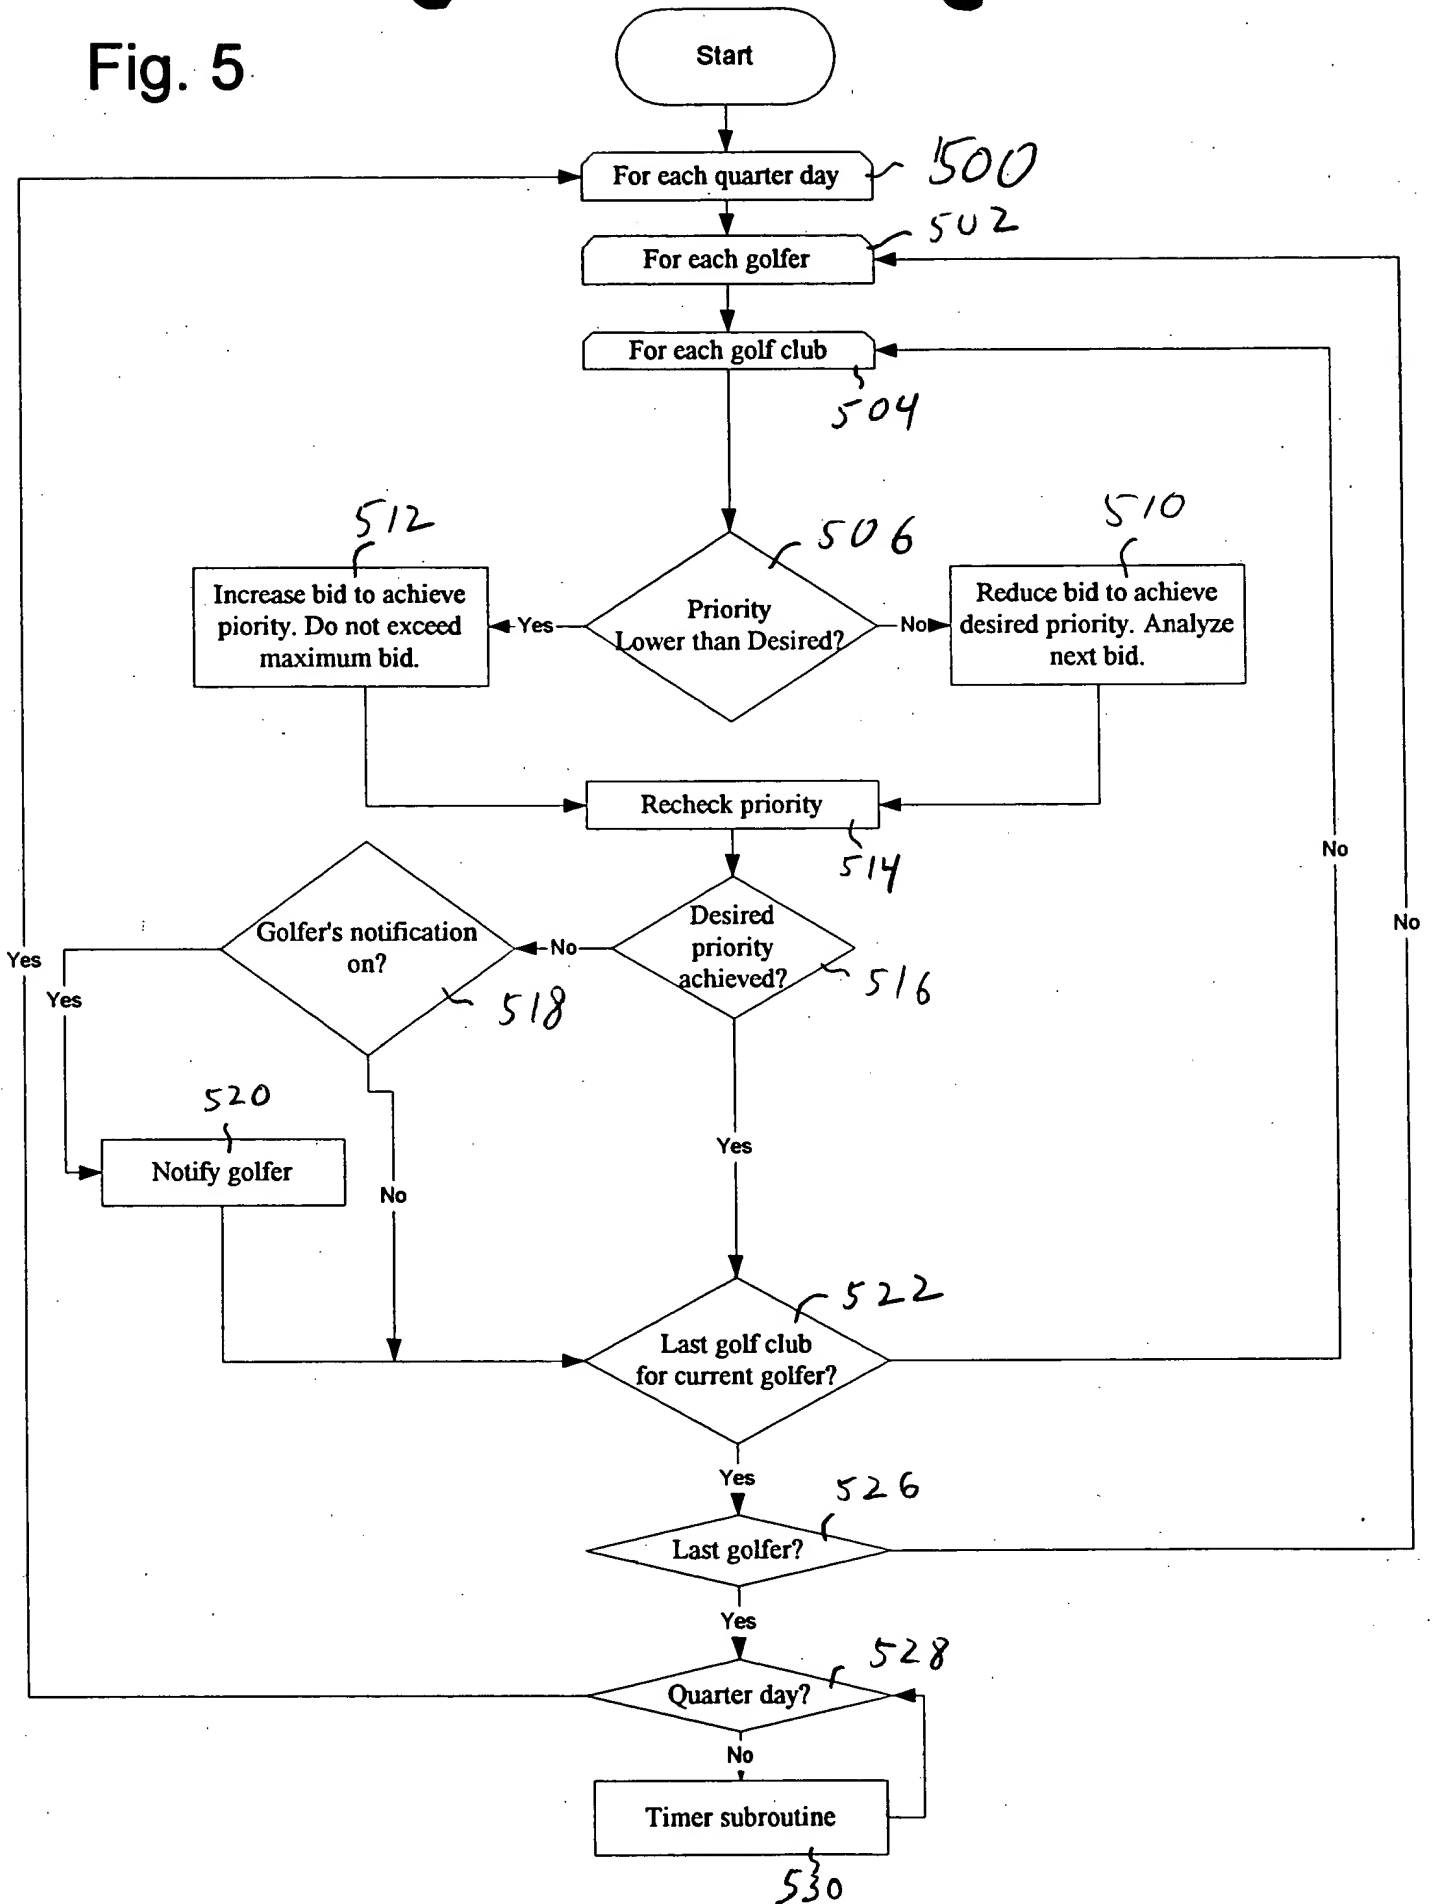 Fig. 5
Start
For each quarter day
500
For each golfer
502
For each golf club
504
512
506
510
Increase bid to achieve
piority. Do not exceed
maximum bid.
Yes
Priority
Lower than Desired?
No
Reduce bid to achieve
desired priority. Analyze
next bid.
Recheck priority
514
No
No
Golfer's notification
on?
518
No
Desired
priority
achieved?
516
Yes
Yes
520
Notify golfer
No
Yes
522
Last golf club
for current golfer?
Yes
526
Last golfer?
Yes
528
Quarter day?
No
Timer subroutine
530